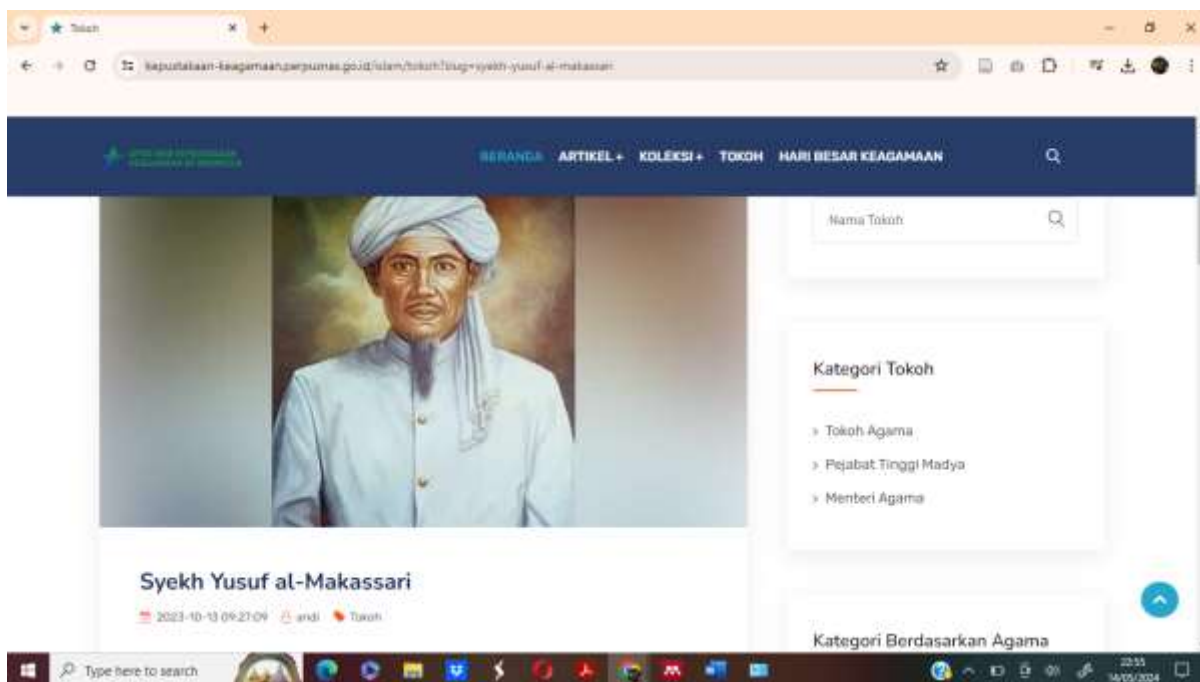 Tokoh
kepustakaan-keagamaan.perpusnas.go.id/islam/tokoh?slug=syekh-yusuf-al-makassari
BERANDA ARTIKEL + KOLEKSI + TOKOH HARI BESAR KEAGAMAAN
Nama Tokoh
Kategori Tokoh
Tokoh Agama
Pejabat Tinggi Madya
Menteri Agama
Syekh Yusuf al-Makassari
2023-10-13 09:27:09 andi Tokoh
Kategori Berdasarkan Agama
Type here to search
22:55
14/05/2024